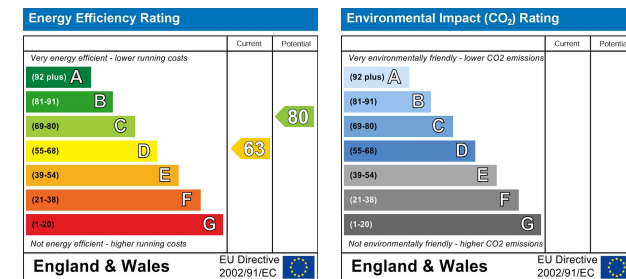 Energy Efficiency Rating
Current Potential
Very energy efficient - lower running costs
(92 plus) A
(81-91) B
(69-80) C
(55-68) D
(39-54) E
(21-38) F
(1-20) G
63
80
Not energy efficient - higher running costs
England & Wales
EU Directive
2002/91/EC
Environmental Impact (CO₂) Rating
Current Potential
Very environmentally friendly - lower CO2 emissions
(92 plus) A
(81-91) B
(69-80) C
(55-68) D
(39-54) E
(21-38) F
(1-20) G
Not environmentally friendly - higher CO2 emissions
England & Wales
EU Directive
2002/91/EC